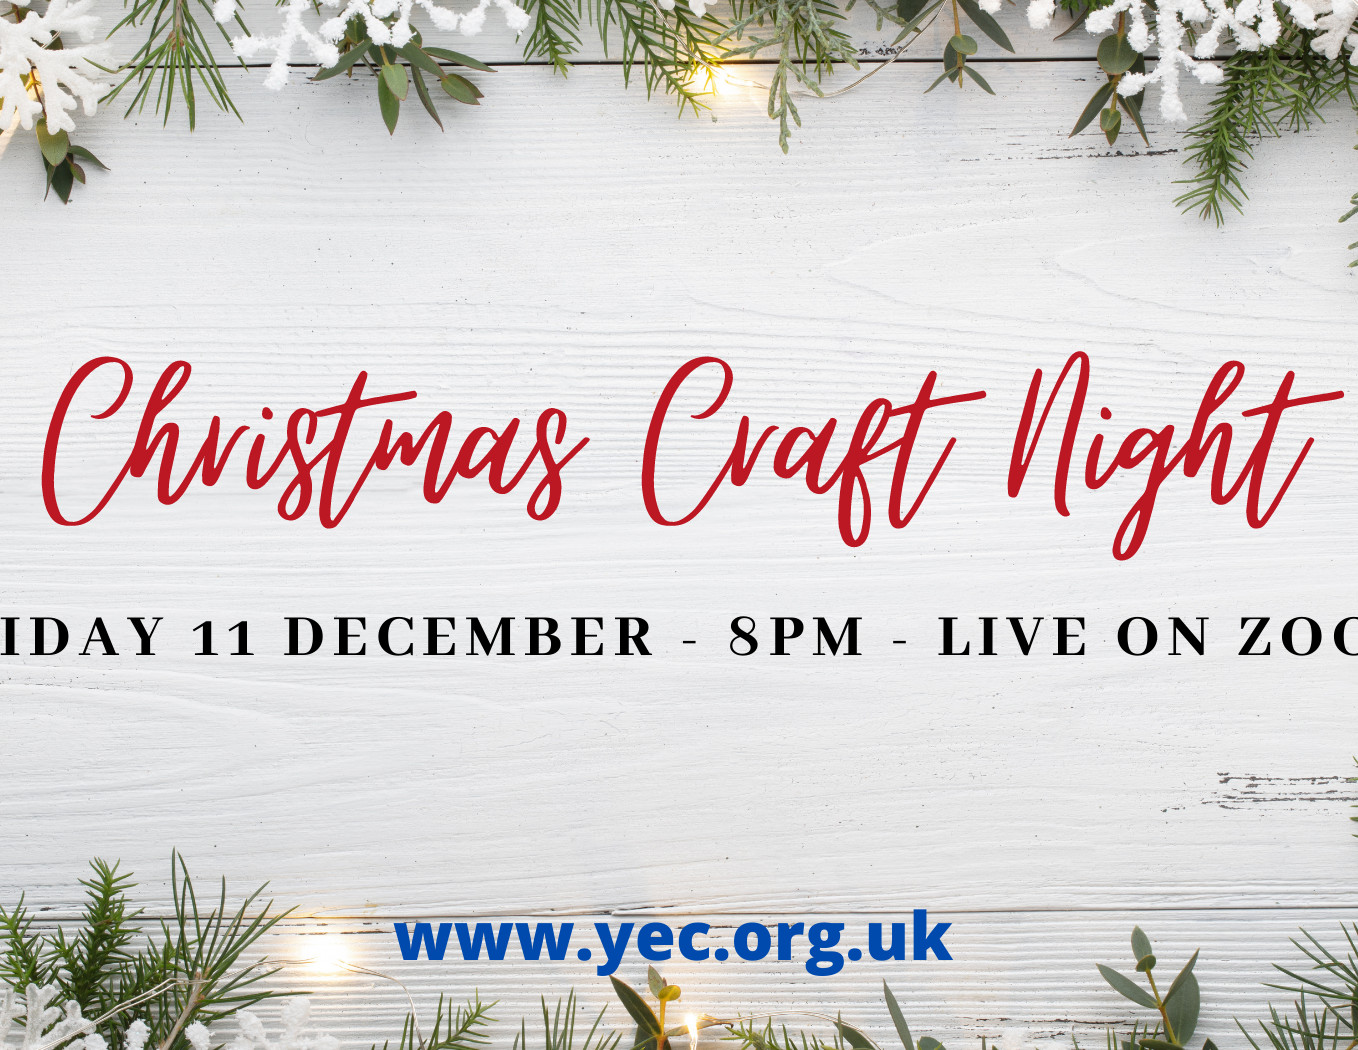 Christmas Craft Night
IDAY 11 DECEMBER - 8PM - LIVE ON ZOO
www.yec.org.uk